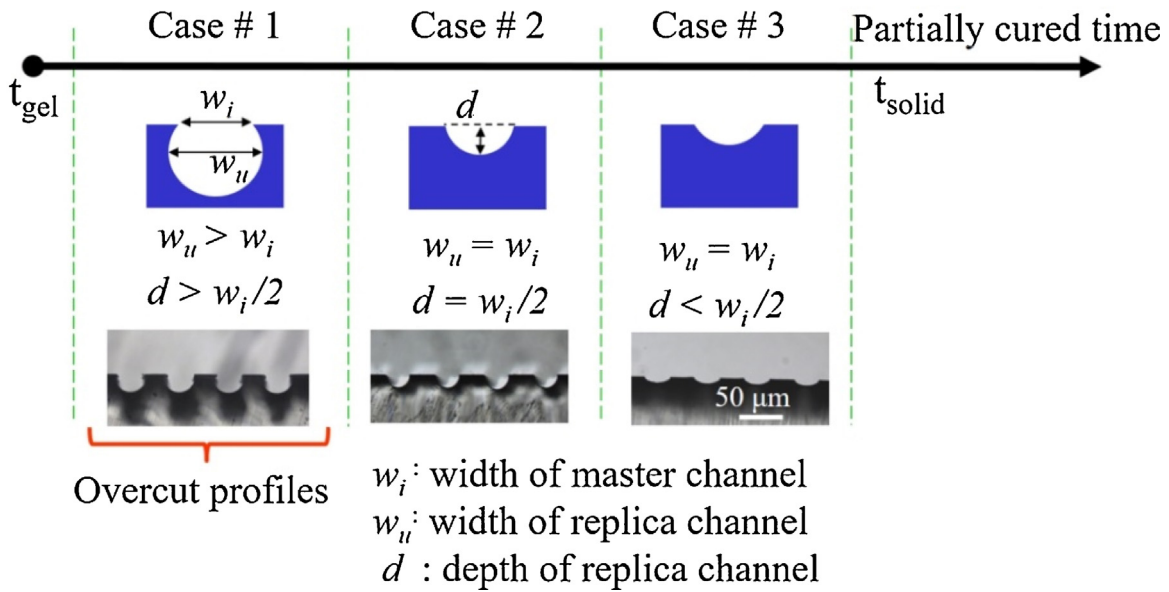 Case # 1 Case # 2 Case # 3 Partially cured time
t_gel t_solid
w_i d
w_u
w_u > w_i w_u = w_i w_u = w_i
d > w_i/2 d = w_i/2 d < w_i/2
50 μm
Overcut profiles
w_i : width of master channel
w_u : width of replica channel
d : depth of replica channel